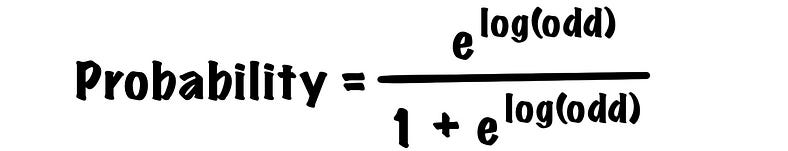 Probability = e^log(odd)
1 + e^log(odd)